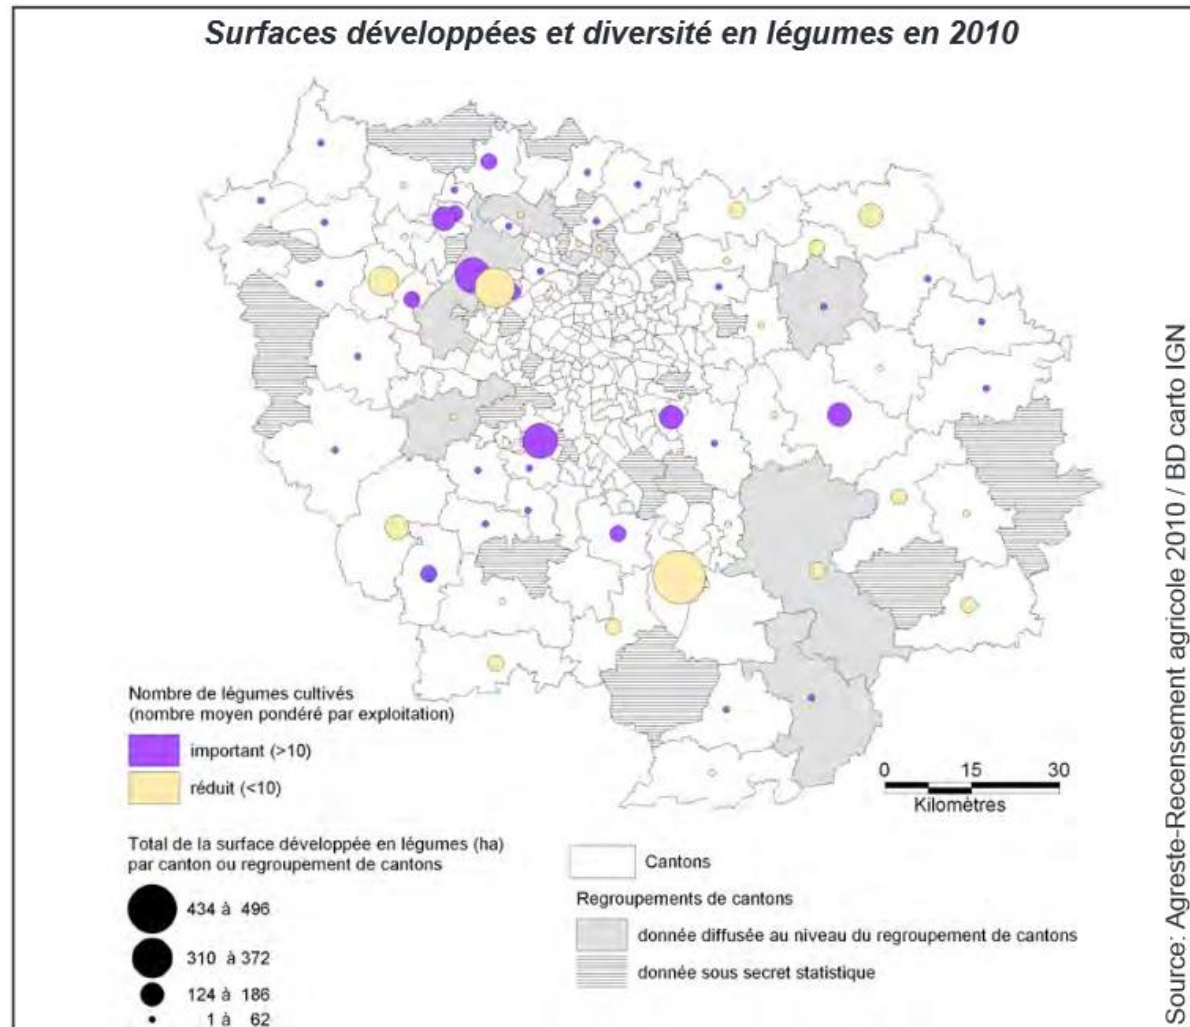 Surfaces développées et diversité en légumes en 2010
Nombre de légumes cultivés
(nombre moyen pondéré par exploitation)
important (>10)
réduit (<10)
0 15 30
Kilomètres
Total de la surface développée en légumes (ha)
par canton ou regroupement de cantons
434 à 496
310 à 372
124 à 186
1 à 62
Cantons
Regroupements de cantons
donnée diffusée au niveau du regroupement de cantons
donnée sous secret statistique
Source: Agreste-Recensement agricole 2010 / BD carto IGN